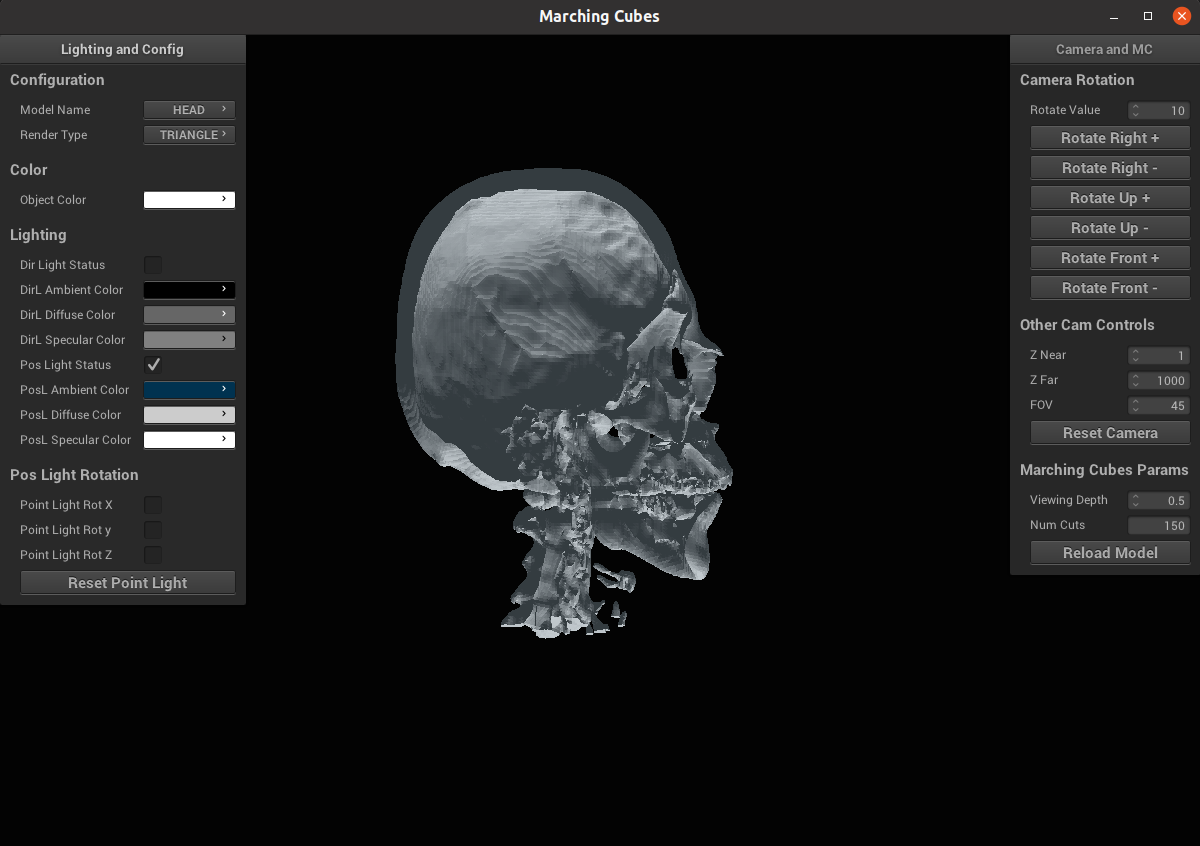 Marching Cubes
Lighting and Config
Configuration
Model Name HEAD
Render Type TRIANGLE
Color
Object Color
Lighting
Dir Light Status
DirL Ambient Color
DirL Diffuse Color
DirL Specular Color
Pos Light Status
PosL Ambient Color
PosL Diffuse Color
PosL Specular Color
Pos Light Rotation
Point Light Rot X
Point Light Rot y
Point Light Rot Z
Reset Point Light
Camera and MC
Camera Rotation
Rotate Value 10
Rotate Right +
Rotate Right -
Rotate Up +
Rotate Up -
Rotate Front +
Rotate Front -
Other Cam Controls
Z Near 1
Z Far 1000
FOV 45
Reset Camera
Marching Cubes Params
Viewing Depth 0.5
Num Cuts 150
Reload Model